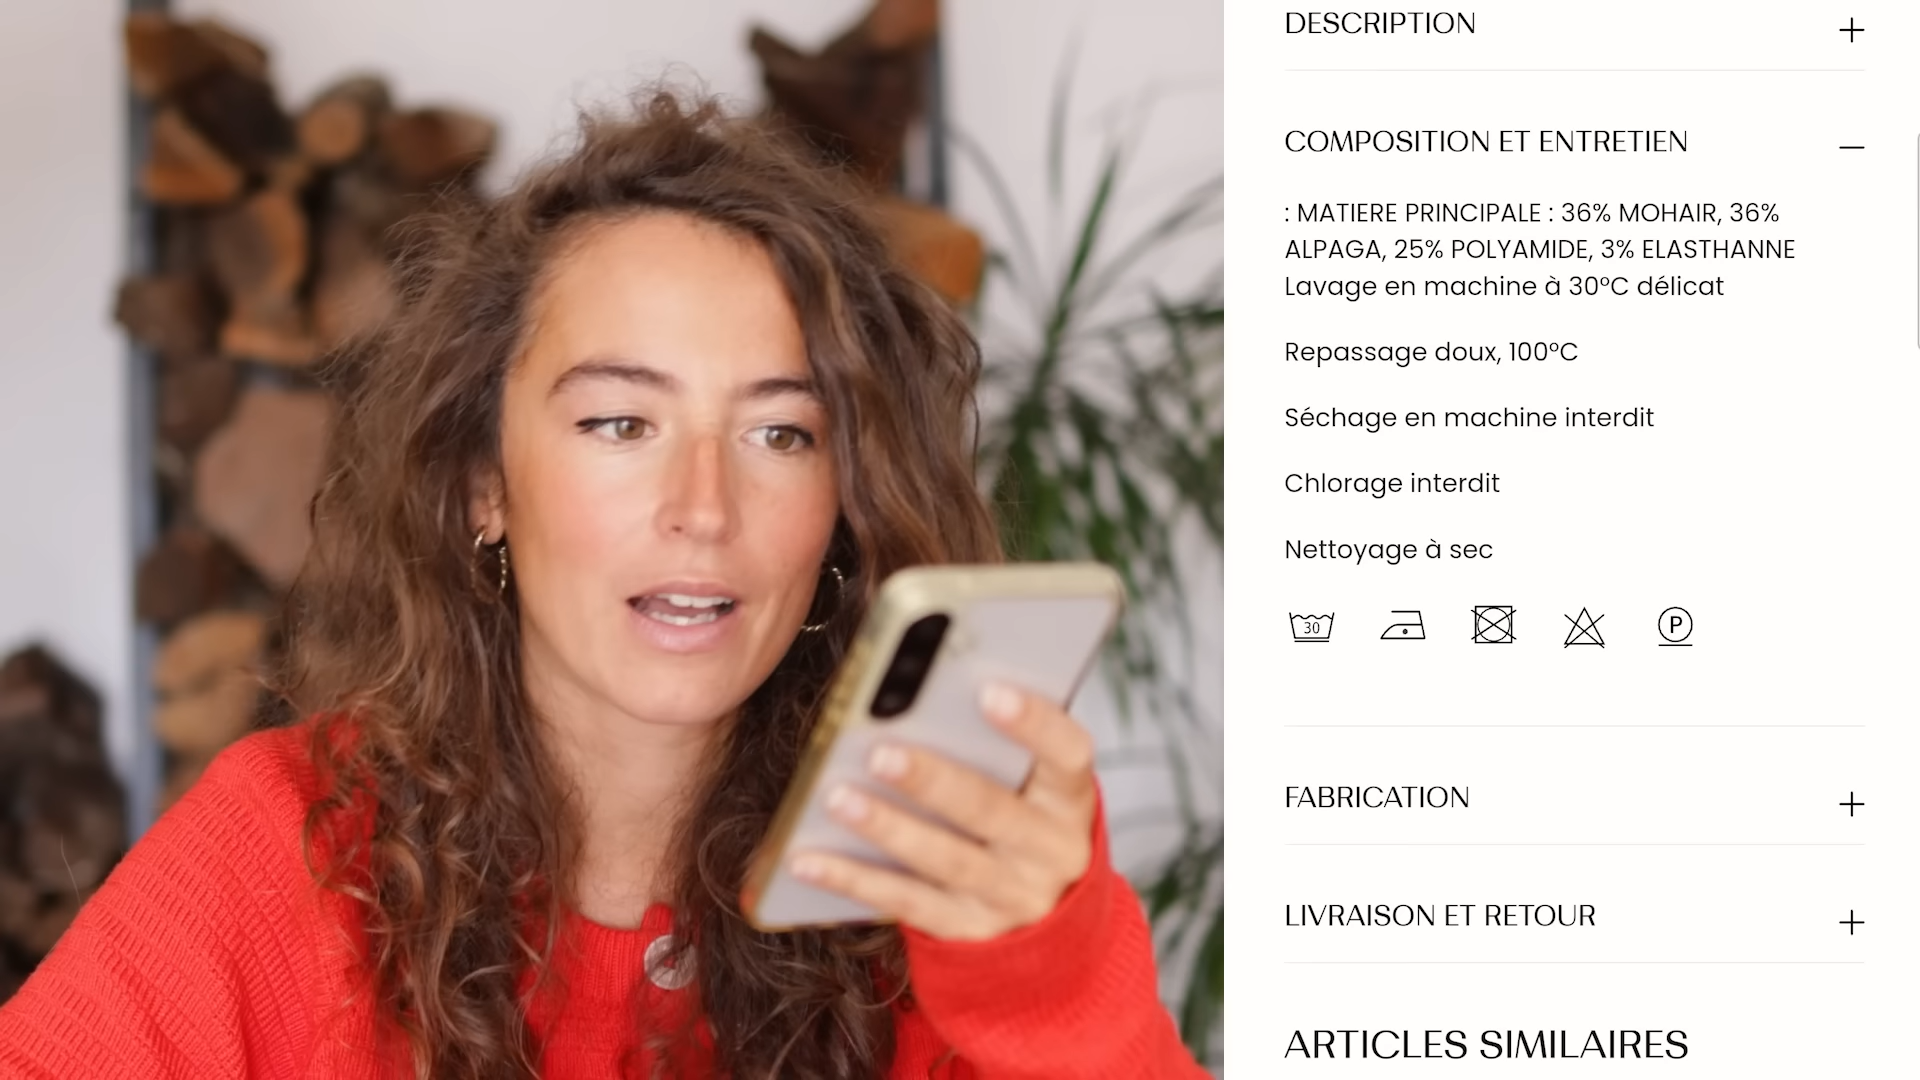 DESCRIPTION
COMPOSITION ET ENTRETIEN
: MATIERE PRINCIPALE : 36% MOHAIR, 36%
ALPAGA, 25% POLYAMIDE, 3% ELASTHANNE
Lavage en machine à 30°C délicat
Repassage doux, 100°C
Séchage en machine interdit
Chlorage interdit
Nettoyage à sec
30 P
FABRICATION
LIVRAISON ET RETOUR
ARTICLES SIMILAIRES